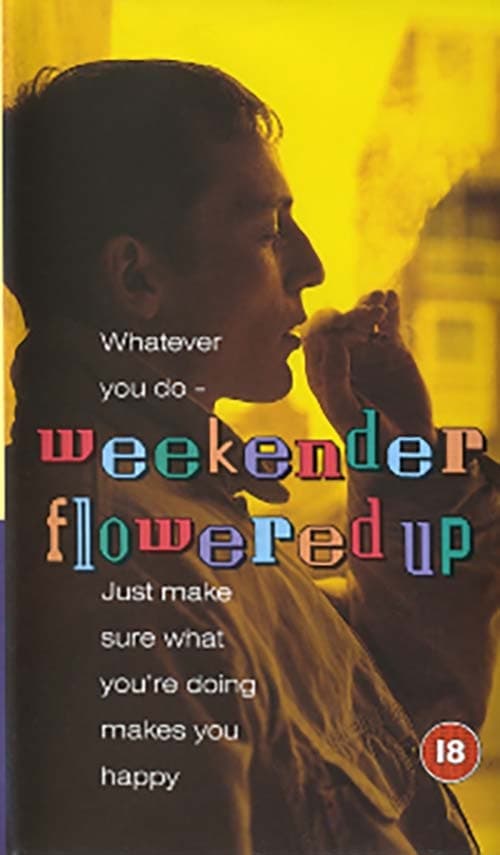 Whatever
you do -
weekender
flowered up
Just make
sure what
you're doing
makes you
happy
18